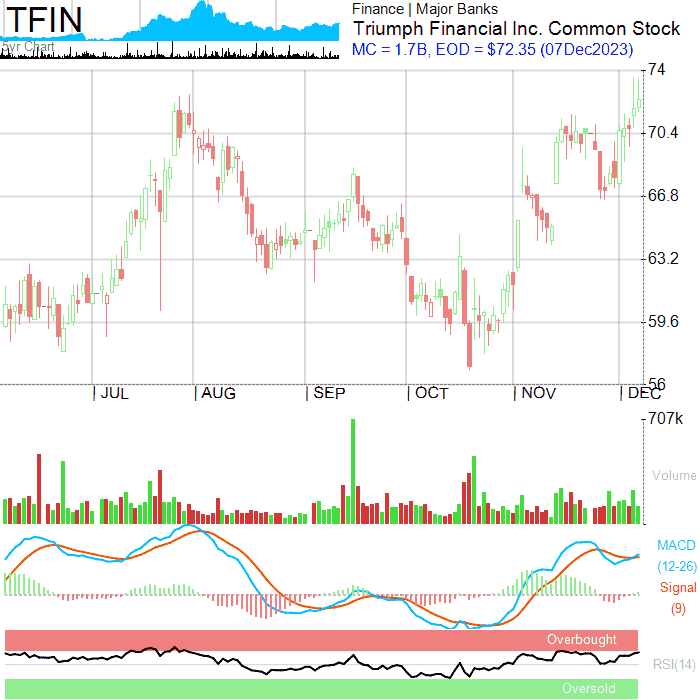 TFIN
5yr Chart
Finance | Major Banks
Triumph Financial Inc. Common Stock
MC = 1.7B, EOD = $72.35 (07Dec2023)
74
70.4
66.8
63.2
59.6
56
JUL
AUG
SEP
OCT
NOV
DEC
707k
Volume
MACD
(12-26)
Signal
(9)
Overbought
RSI(14)
Oversold